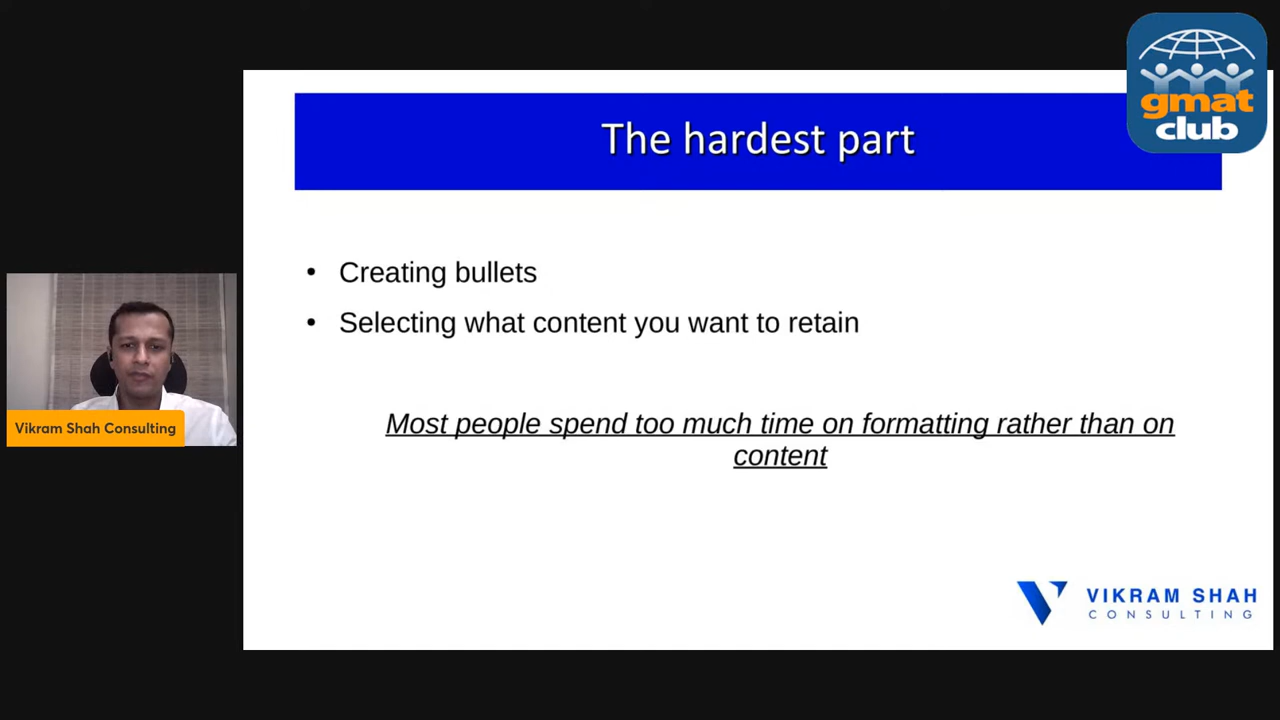 gmat
club
The hardest part
• Creating bullets
• Selecting what content you want to retain
Most people spend too much time on formatting rather than on
content
Vikram Shah Consulting
VIKRAM SHAH
CONSULTING